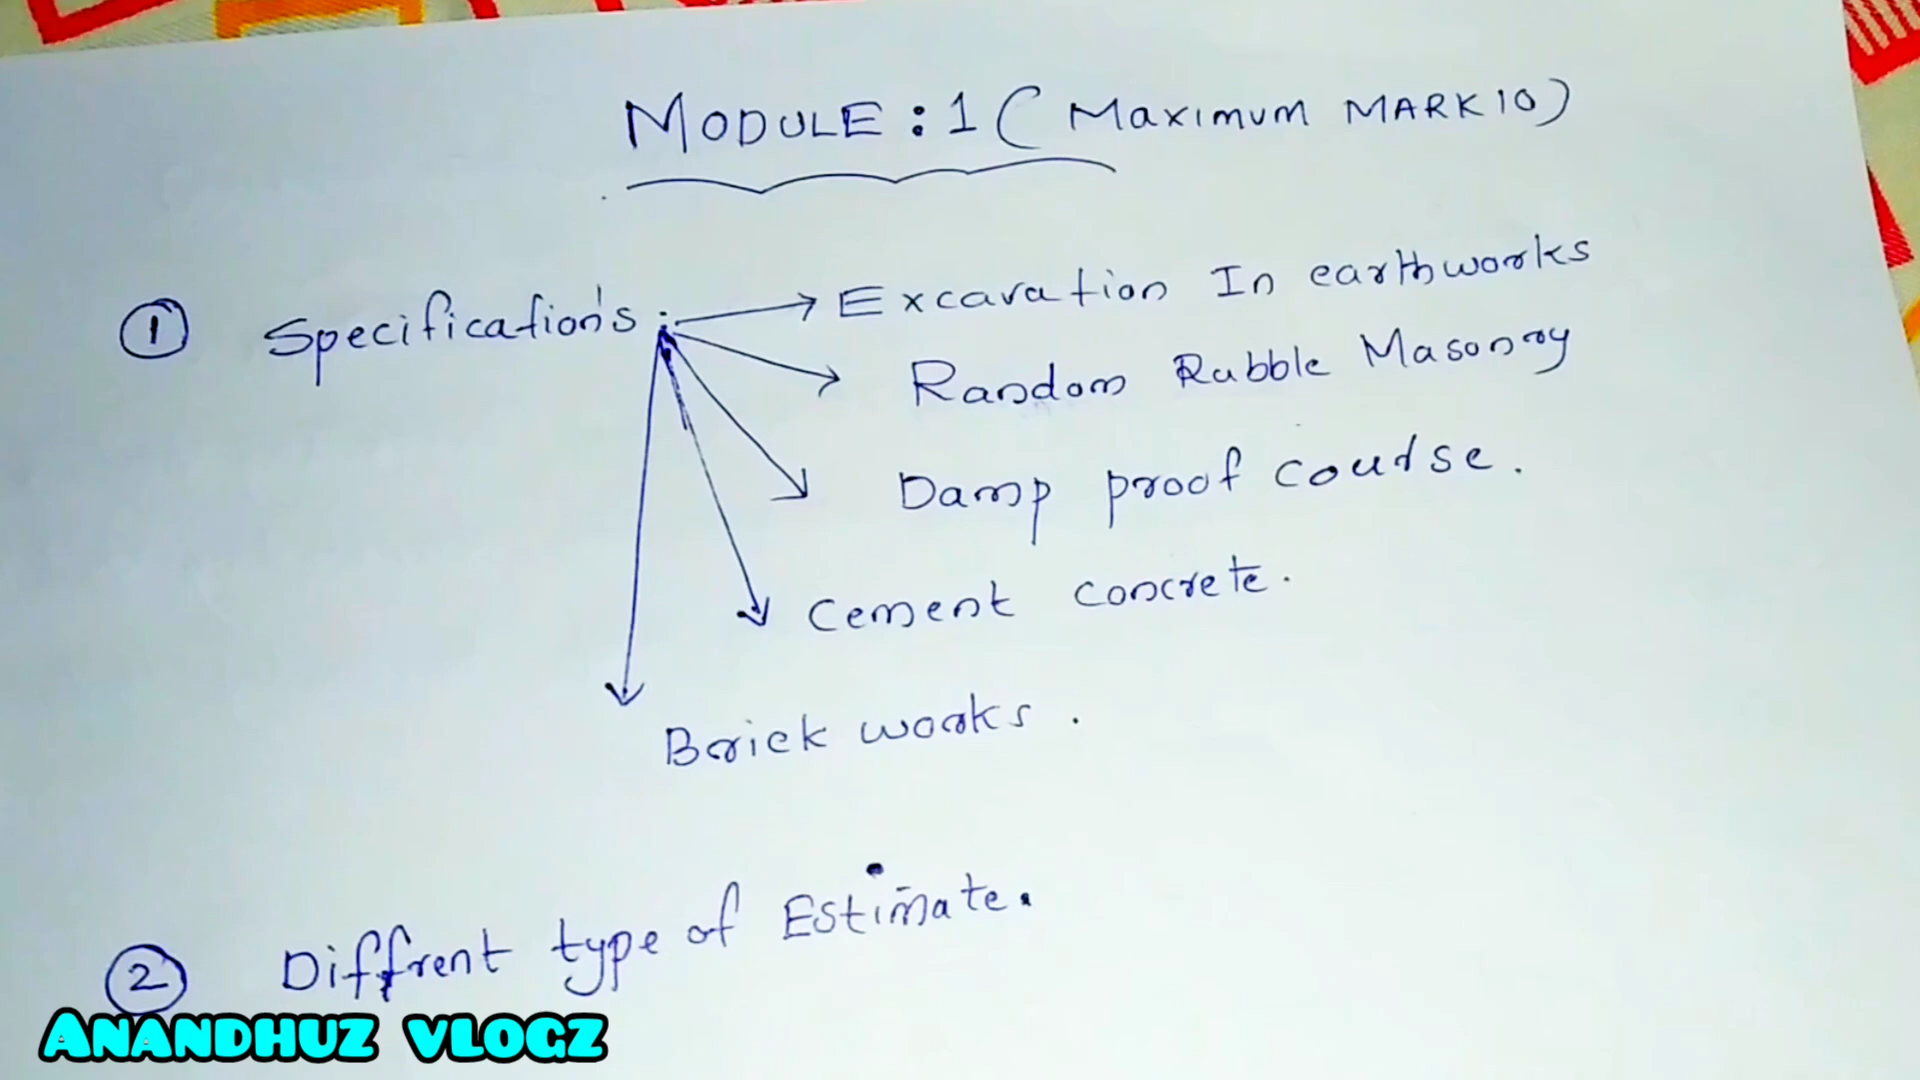 MODULE : 1 ( Maximum MARK 10)
① Specification's : → Excavation In earthworks
Random Rubble Masonry
Damp proof course.
Cement concrete.
Brick works.
② Diffrent type of Estimate.
ANANDHUZ VLOGZ